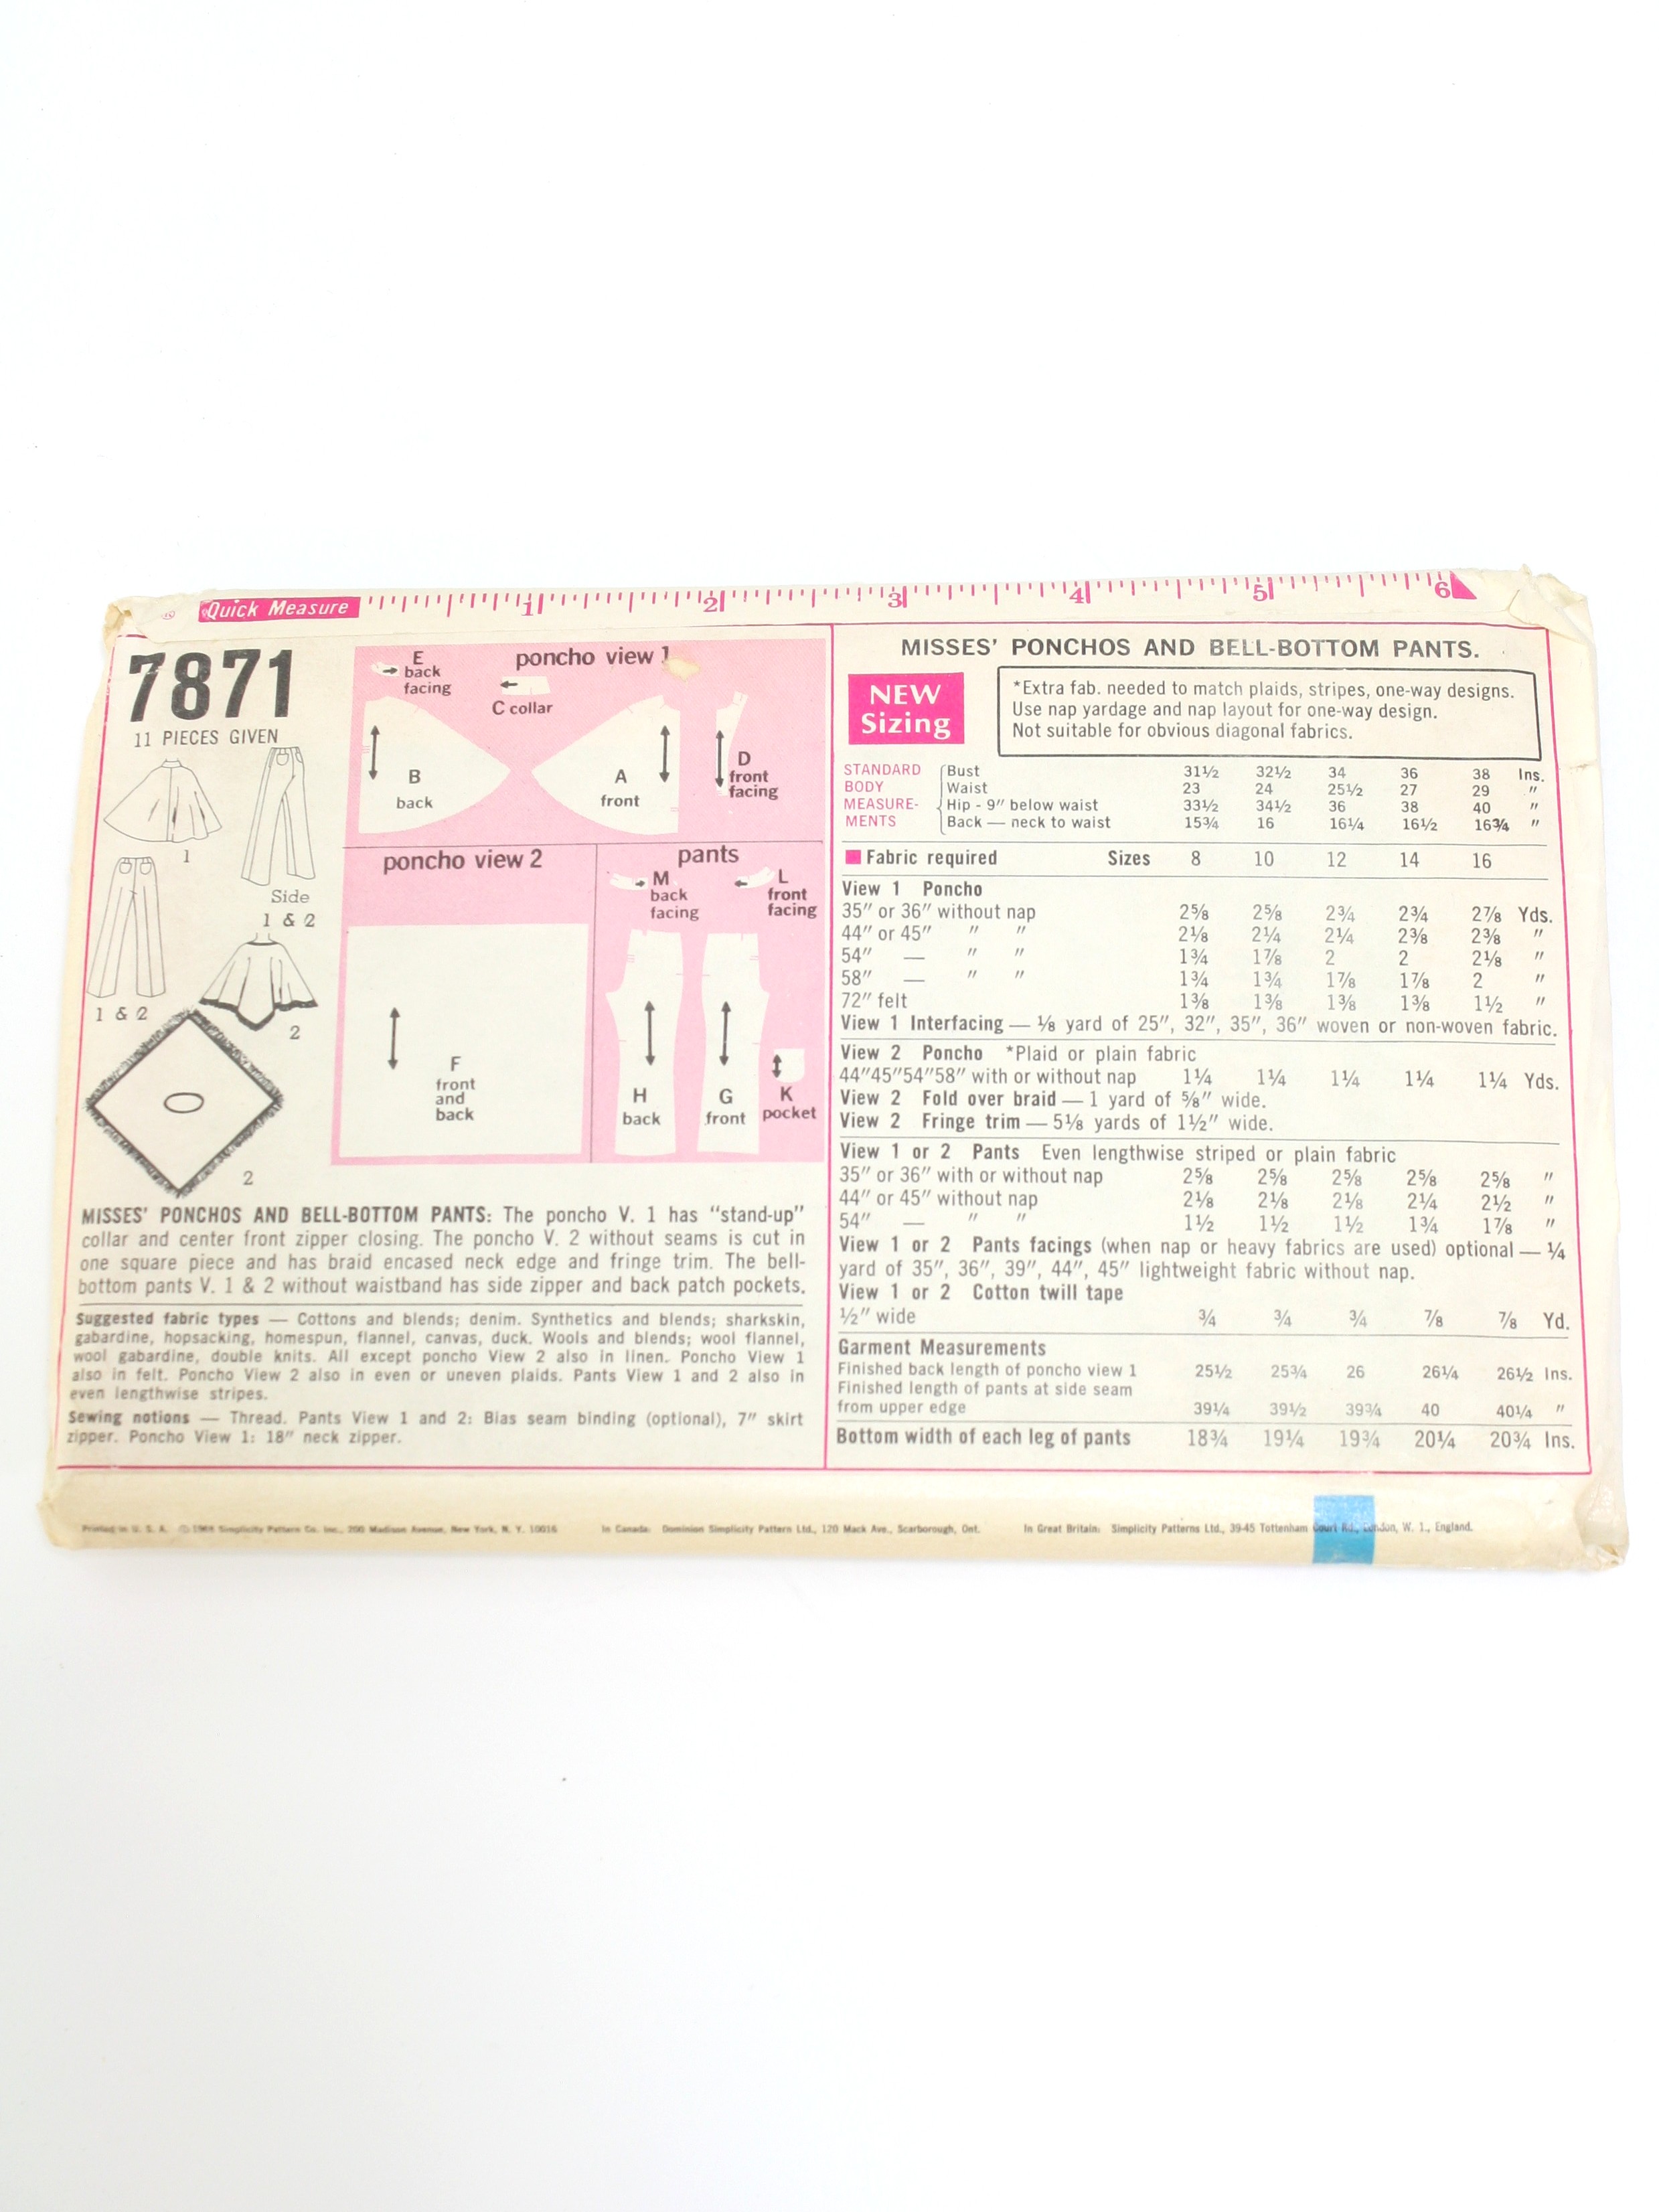 Quick Measure 1 2 3 4 5 6
7871
11 PIECES GIVEN
1
Side
1 & 2
1 & 2
2
2
poncho view 1
E
back
facing
C collar
B
back
A
front
D
front
facing
poncho view 2
F
front
and
back
pants
M
back
facing
L
front
facing
H
back
G
front
K
pocket
MISSES' PONCHOS AND BELL-BOTTOM PANTS: The poncho V. 1 has "stand-up"
collar and center front zipper closing. The poncho V. 2 without seams is cut in
one square piece and has braid encased neck edge and fringe trim. The bell-
bottom pants V. 1 & 2 without waistband has side zipper and back patch pockets.
Suggested fabric types — Cottons and blends; denim. Synthetics and blends; sharkskin,
gabardine, hopsacking, homespun, flannel, canvas, duck. Wools and blends; wool flannel,
wool gabardine, double knits. All except poncho View 2 also in linen. Poncho View 1
also in felt. Poncho View 2 also in even or uneven plaids. Pants View 1 and 2 also in
even lengthwise stripes.
Sewing notions — Thread. Pants View 1 and 2: Bias seam binding (optional), 7" skirt
zipper. Poncho View 1: 18" neck zipper.
MISSES' PONCHOS AND BELL-BOTTOM PANTS.
NEW
Sizing
*Extra fab. needed to match plaids, stripes, one-way designs.
Use nap yardage and nap layout for one-way design.
Not suitable for obvious diagonal fabrics.
STANDARD Bust 31½ 32½ 34 36 38 Ins.
BODY Waist 23 24 25½ 27 29 "
MEASURE- Hip - 9" below waist 33½ 34½ 36 38 40 "
MENTS Back — neck to waist 15¾ 16 16¼ 16½ 16¾ "
Fabric required Sizes 8 10 12 14 16
View 1 Poncho
35" or 36" without nap 2⅝ 2⅝ 2¾ 2¾ 2⅞ Yds.
44" or 45" " " 2⅛ 2¼ 2¼ 2⅜ 2⅜ "
54" — " " 1¾ 1⅞ 2 2 2⅛ "
58" — " " 1¾ 1¾ 1⅞ 1⅞ 2 "
72" felt 1⅜ 1⅜ 1⅜ 1⅜ 1½ "
View 1 Interfacing — ⅛ yard of 25", 32", 35", 36" woven or non-woven fabric.
View 2 Poncho *Plaid or plain fabric
44"45"54"58" with or without nap 1¼ 1¼ 1¼ 1¼ 1¼ Yds.
View 2 Fold over braid — 1 yard of ⅝" wide.
View 2 Fringe trim — 5⅛ yards of 1½" wide.
View 1 or 2 Pants Even lengthwise striped or plain fabric
35" or 36" with or without nap 2⅝ 2⅝ 2⅝ 2⅝ 2⅝ "
44" or 45" without nap 2⅛ 2⅛ 2⅛ 2¼ 2½ "
54" — " " 1½ 1½ 1½ 1¾ 1⅞ "
View 1 or 2 Pants facings (when nap or heavy fabrics are used) optional — ¼
yard of 35", 36", 39", 44", 45" lightweight fabric without nap.
View 1 or 2 Cotton twill tape
½" wide ¾ ¾ ¾ ⅞ ⅞ Yd.
Garment Measurements
Finished back length of poncho view 1 25½ 25¾ 26 26¼ 26½ Ins.
Finished length of pants at side seam
from upper edge 39¼ 39½ 39¾ 40 40¼ "
Bottom width of each leg of pants 18¾ 19¼ 19¾ 20¼ 20¾ Ins.
Printed in U. S. A. © 1968 Simplicity Pattern Co. Inc., 200 Madison Avenue, New York, N. Y. 10016 In Canada: Dominion Simplicity Pattern Ltd., 120 Mack Ave., Scarborough, Ont. In Great Britain: Simplicity Patterns Ltd., 39-45 Tottenham Court Rd., London, W. 1., England.